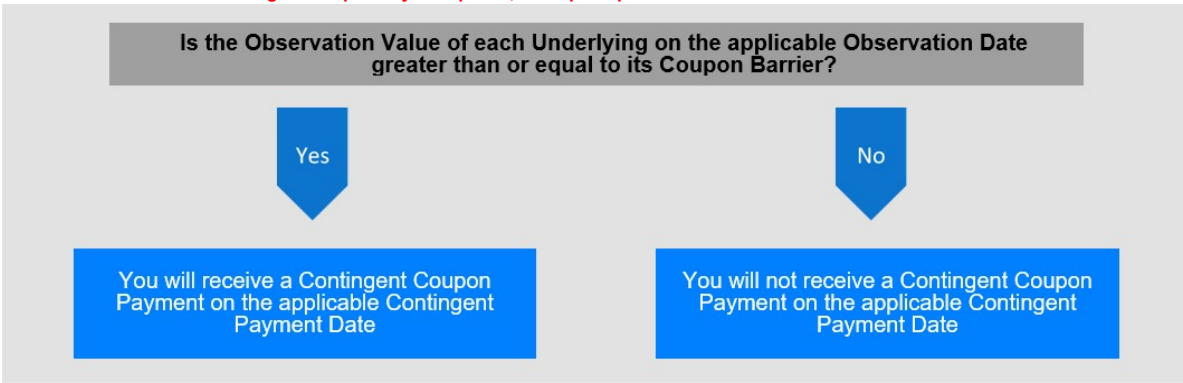 Is the Observation Value of each Underlying on the applicable Observation Date
greater than or equal to its Coupon Barrier?
Yes
No
You will receive a Contingent Coupon
Payment on the applicable Contingent
Payment Date
You will not receive a Contingent Coupon
Payment on the applicable Contingent
Payment Date